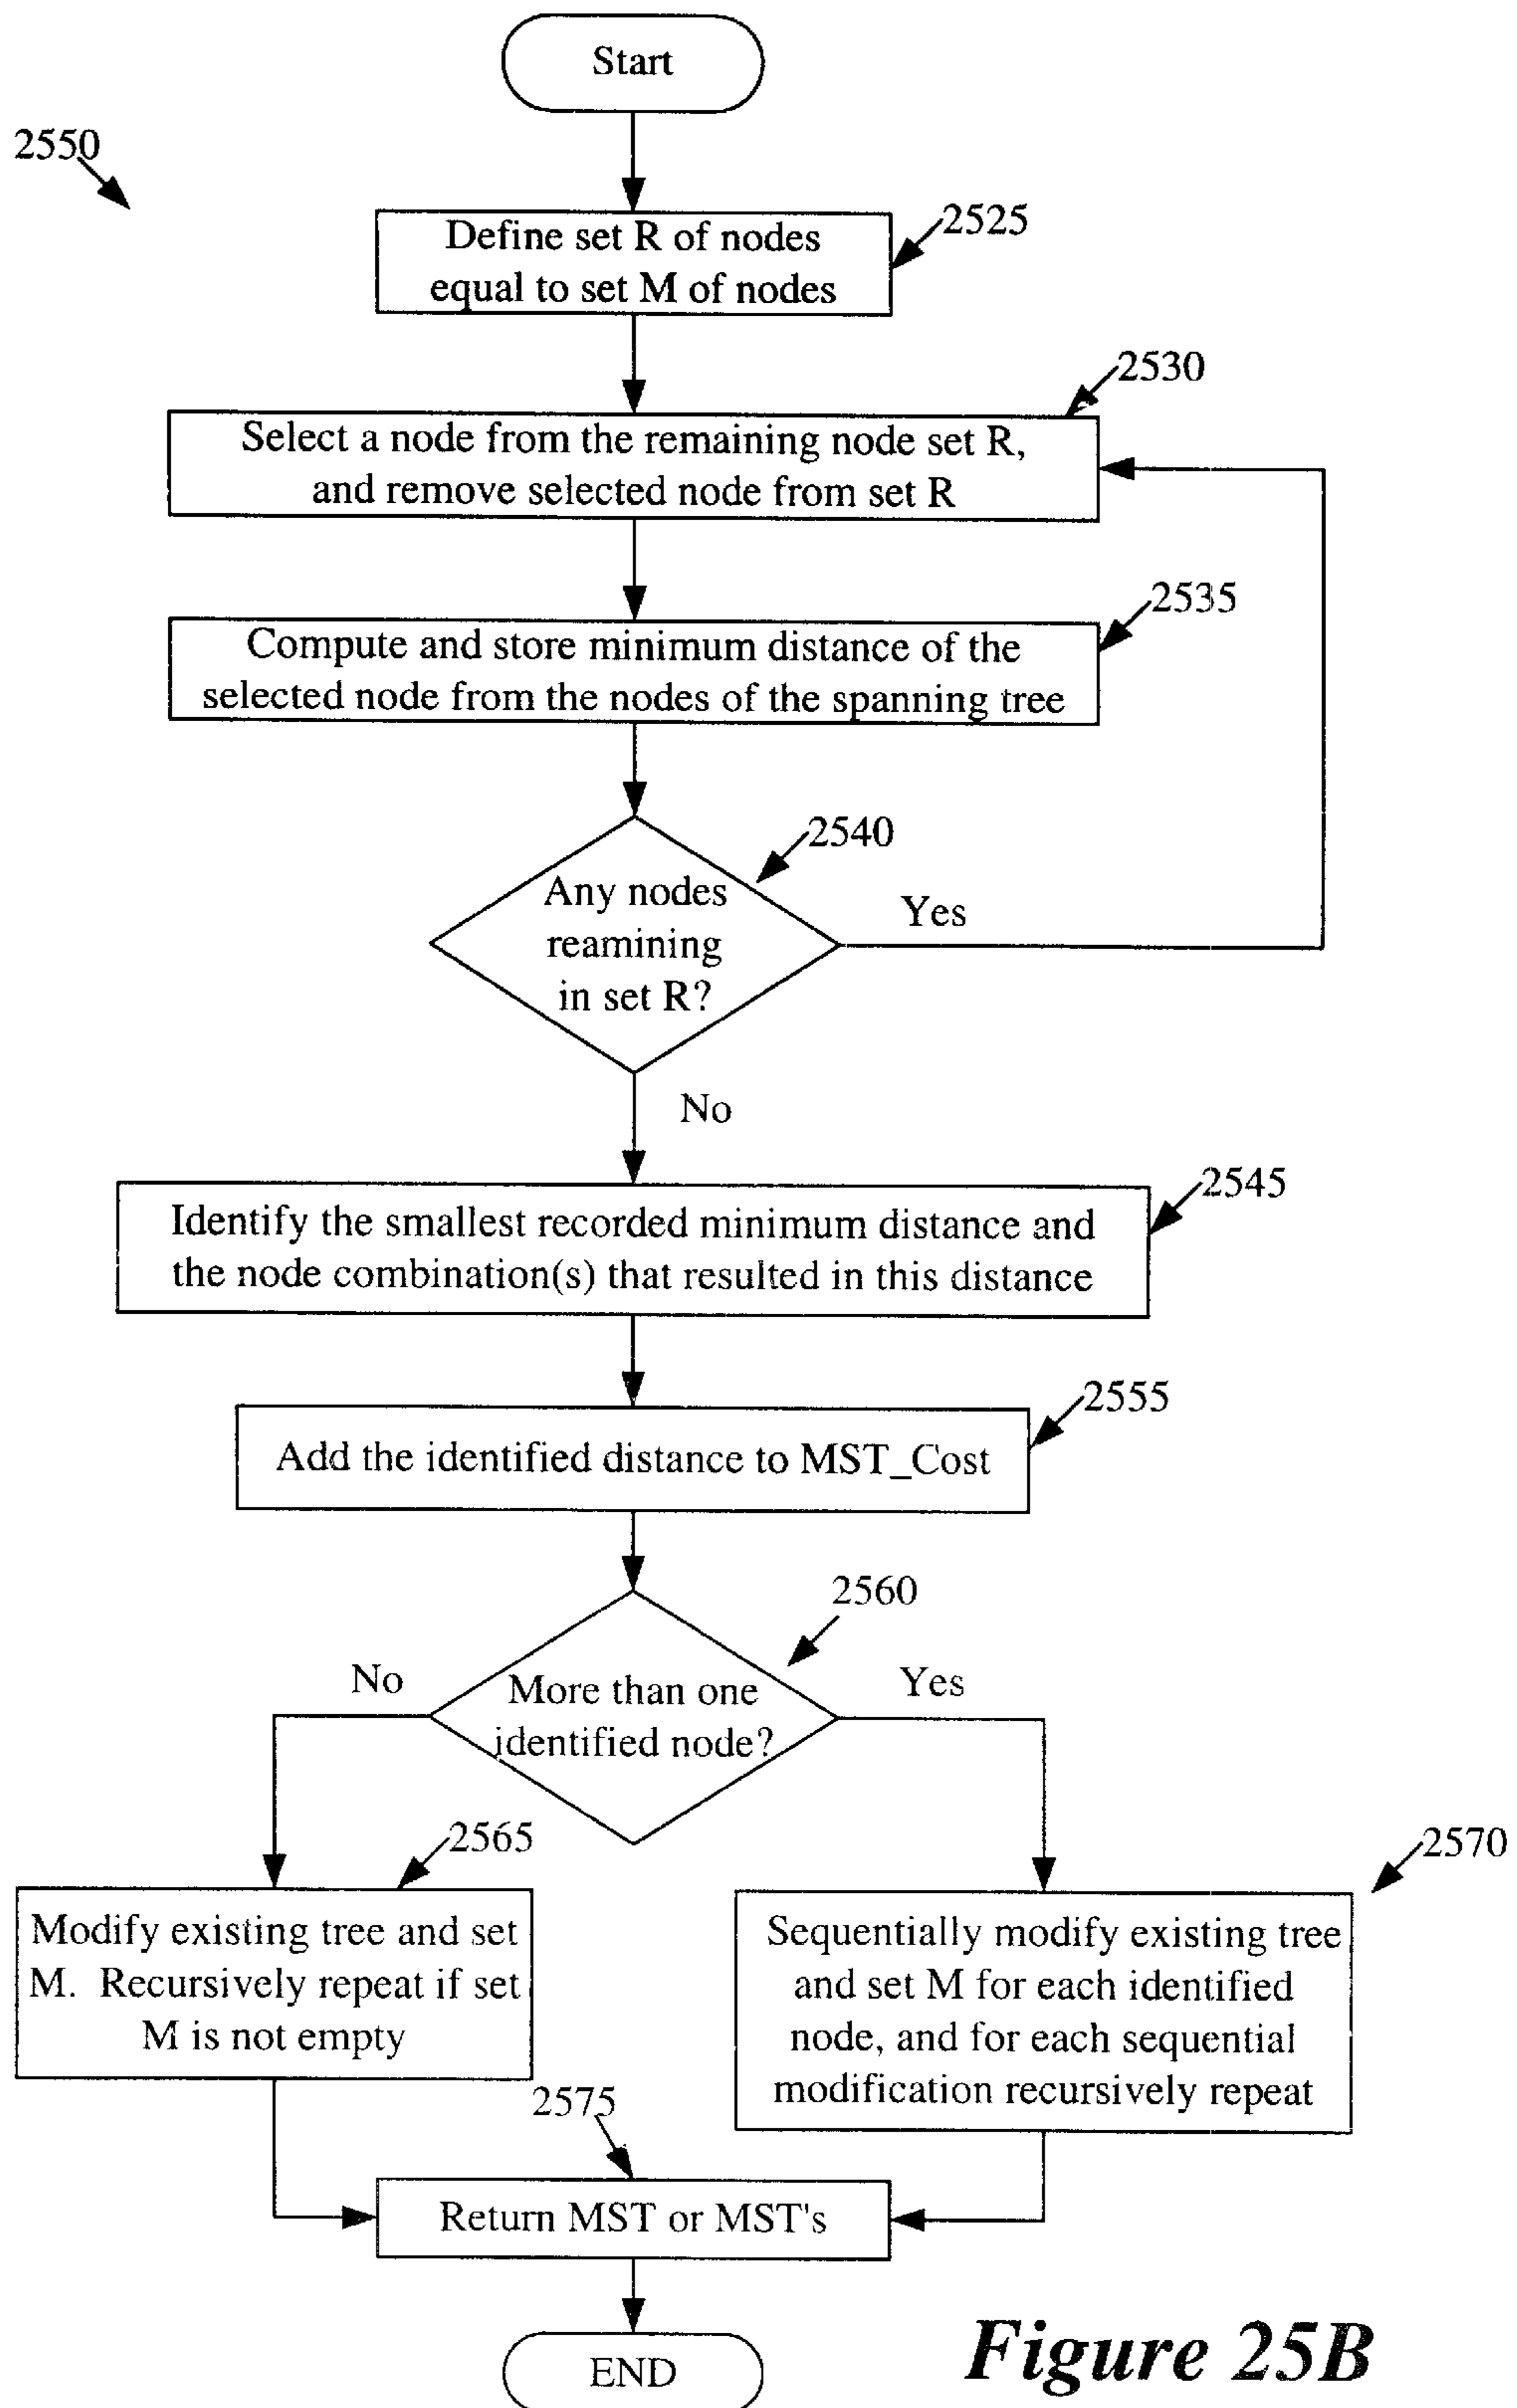 Start
2550
2525
Define set R of nodes
equal to set M of nodes
2530
Select a node from the remaining node set R,
and remove selected node from set R
2535
Compute and store minimum distance of the
selected node from the nodes of the spanning tree
2540
Any nodes
reamining
in set R?
Yes
No
2545
Identify the smallest recorded minimum distance and
the node combination(s) that resulted in this distance
2555
Add the identified distance to MST_Cost
2560
No
More than one
identified node?
Yes
2565
Modify existing tree and set
M. Recursively repeat if set
M is not empty
2570
Sequentially modify existing tree
and set M for each identified
node, and for each sequential
modification recursively repeat
2575
Return MST or MST's
END
Figure 25B